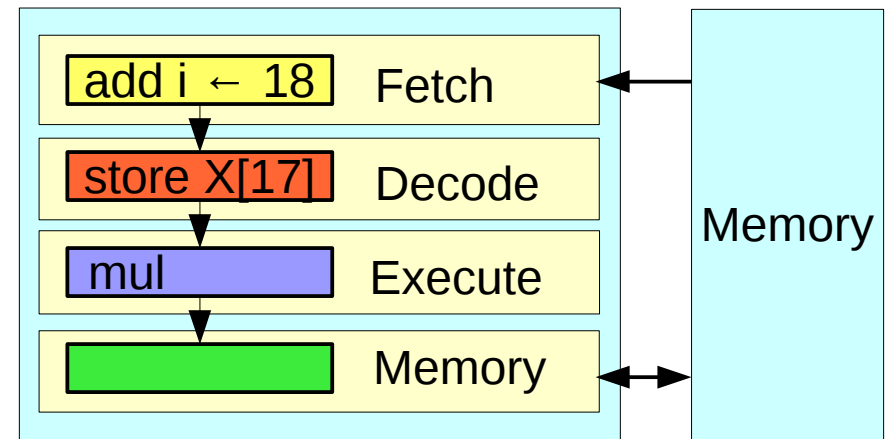 add i ← 18
Fetch
store X[17]
Decode
mul
Execute
Memory
Memory